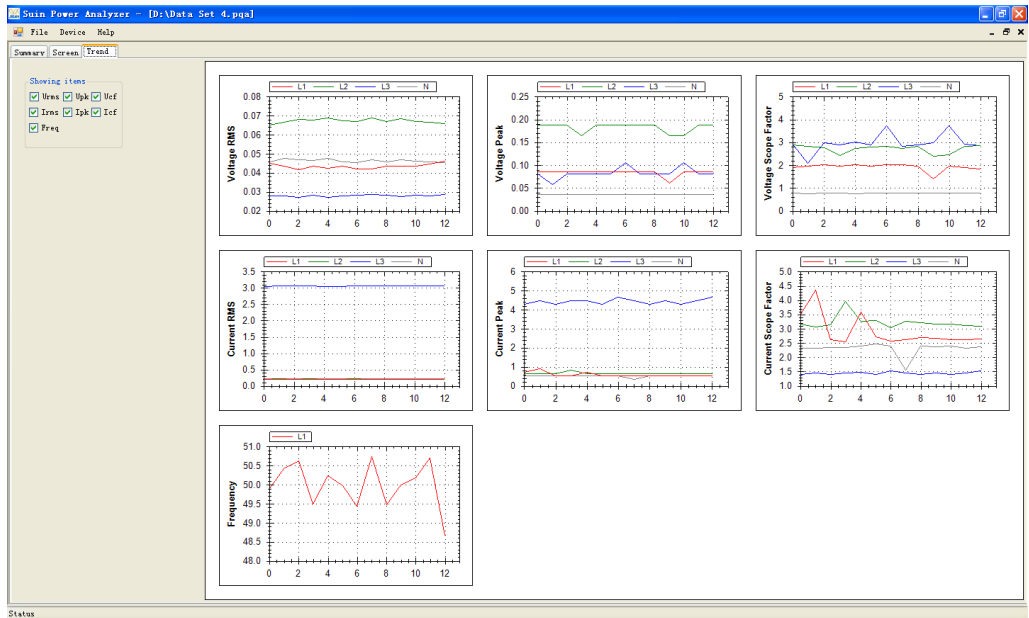 Suin Power Analyzer - [D:\Data Set 4.pqa]
File Device Help
Summary Screen Trend
Showing items
Urms Upk Ucf
Irms Ipk Icf
Freq
L1 L2 L3 N
Voltage RMS
0.08
0.07
0.06
0.05
0.04
0.03
0.02
0 2 4 6 8 10 12
L1 L2 L3 N
Voltage Peak
0.25
0.20
0.15
0.10
0.05
0.00
0 2 4 6 8 10 12
L1 L2 L3 N
Voltage Scope Factor
5
4
3
2
1
0
0 2 4 6 8 10 12
L1 L2 L3 N
Current RMS
3.5
3.0
2.5
2.0
1.5
1.0
0.5
0.0
0 2 4 6 8 10 12
L1 L2 L3 N
Current Peak
6
5
4
3
2
1
0
0 2 4 6 8 10 12
L1 L2 L3 N
Current Scope Factor
5.0
4.5
4.0
3.5
3.0
2.5
2.0
1.5
1.0
0 2 4 6 8 10 12
L1
Frequency
51.0
50.5
50.0
49.5
49.0
48.5
48.0
0 2 4 6 8 10 12
Status